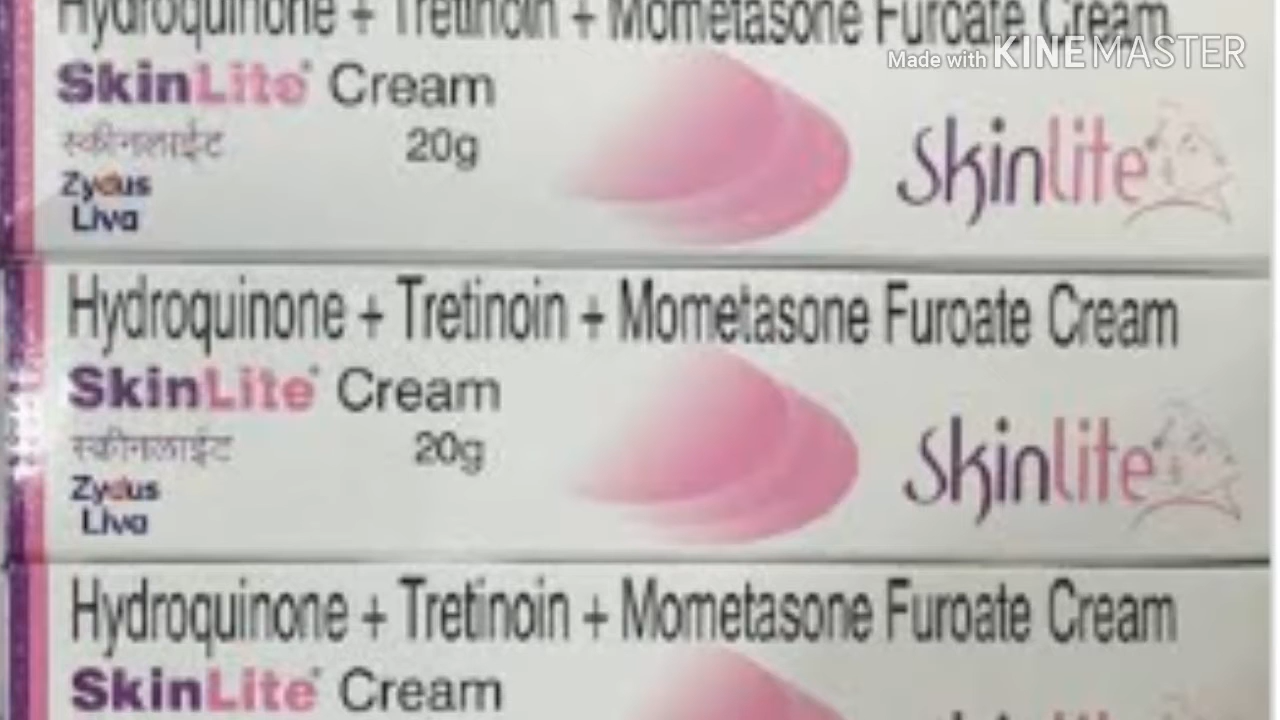 Hydroquinone + Tretinoin + Mometasone Furoate Cream
Made with KINEMASTER
SkinLite Cream
स्कीनलाईट 20g
Zydus
Liva
Skinlite
Hydroquinone + Tretinoin + Mometasone Furoate Cream
SkinLite Cream
स्कीनलाईट 20g
Zydus
Liva
Skinlite
Hydroquinone + Tretinoin + Mometasone Furoate Cream
SkinLite Cream